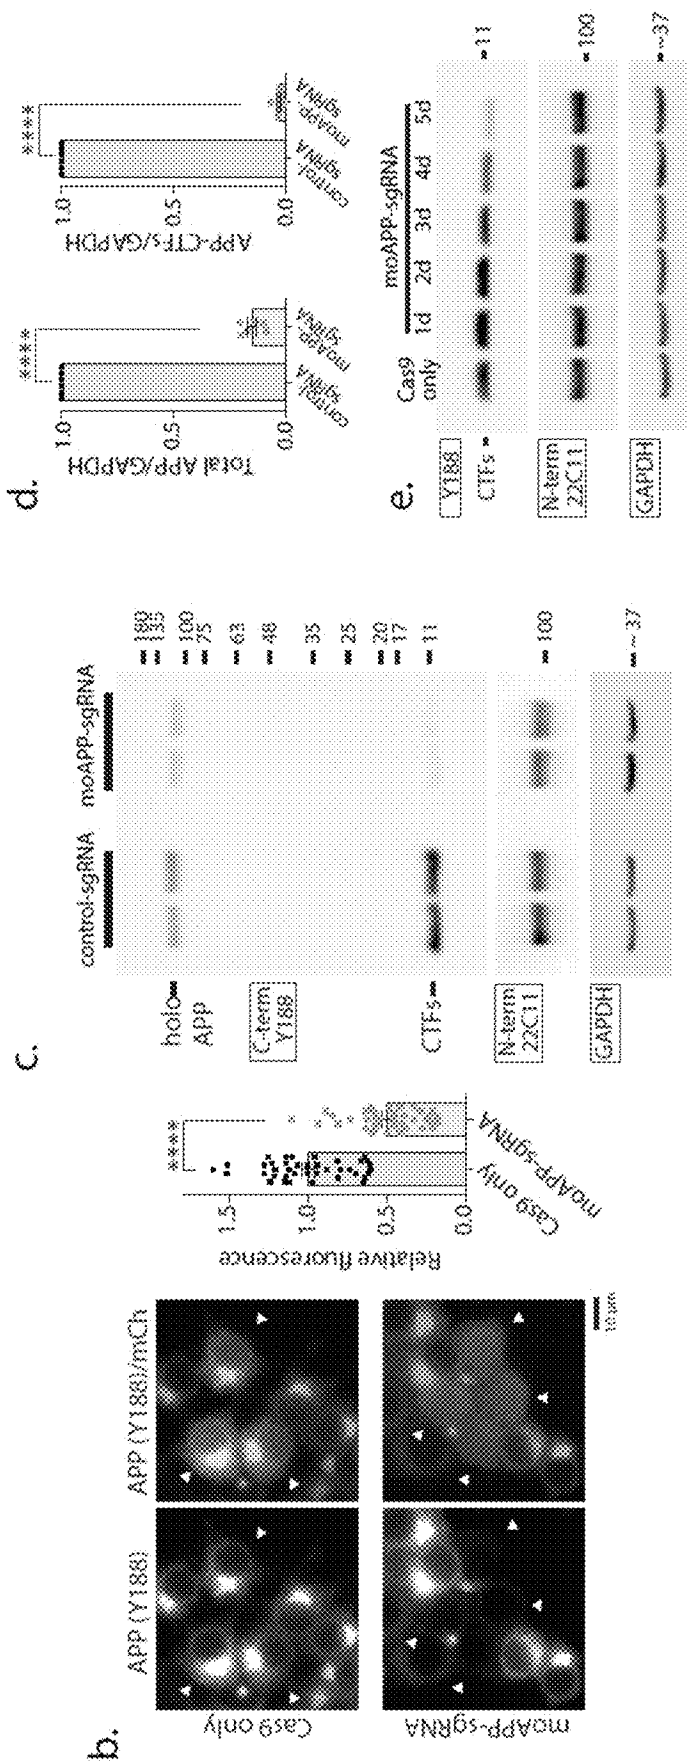 b.
APP (Y188)
APP (Y188)/mCh
Cas9 only
moAPP-sgRNA
10 µm
Relative fluorescence
1.5
1.0
0.5
0.0
****
Cas9 only
moAPP-sgRNA
c.
control-sgRNA
moAPP-sgRNA
holo
APP
C-term
Y188
CTFs
N-term
22C11
GAPDH
180
135
100
75
63
48
35
25
20
17
11
100
~ 37
d.
Total APP/GAPDH
1.0
0.5
0.0
****
control
sgRNA
moApp-
sgRNA
APP-CTFs/GAPDH
1.0
0.5
0.0
****
control
sgRNA
moApp-
sgRNA
e.
Cas9
only
moAPP-sgRNA
1d
2d
3d
4d
5d
Y188
CTFs
N-term
22C11
GAPDH
11
100
~37